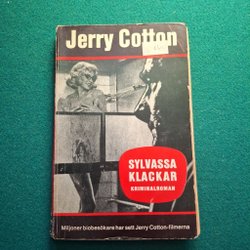 Jerry Cotton
SYLVASSA
KLACKAR
KRIMINALROMAN
Miljoner biobesökare har sett Jerry Cotton-filmerna